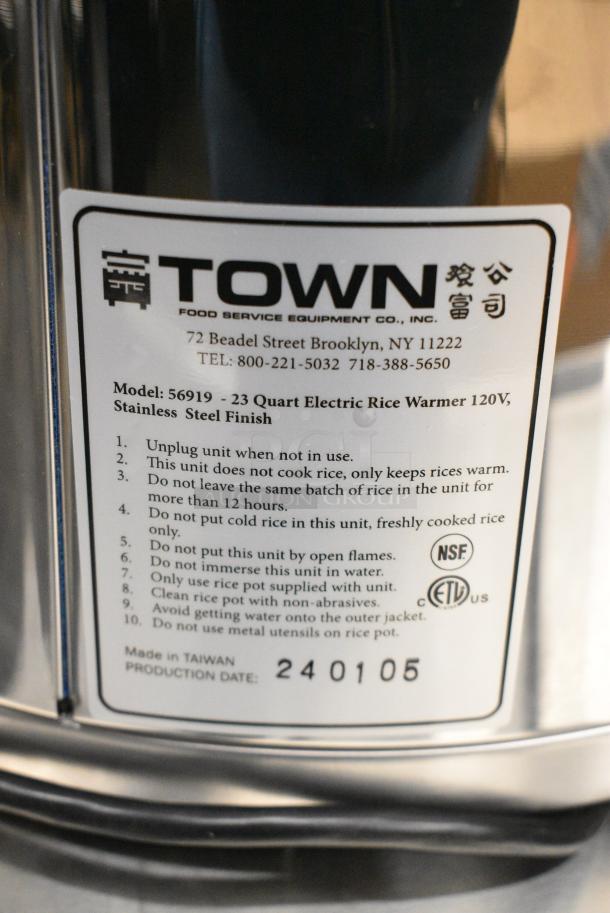 TOWN
FOOD SERVICE EQUIPMENT CO., INC.
公
富司
72 Beadel Street Brooklyn, NY 11222
TEL: 800-221-5032 718-388-5650
Model: 56919 - 23 Quart Electric Rice Warmer 120V,
Stainless Steel Finish
1. Unplug unit when not in use.
2. This unit does not cook rice, only keeps rices warm.
3. Do not leave the same batch of rice in the unit for
more than 12 hours.
4. Do not put cold rice in this unit, freshly cooked rice
only.
5. Do not put this unit by open flames.
6. Do not immerse this unit in water.
7. Only use rice pot supplied with unit.
8. Clean rice pot with non-abrasives.
9. Avoid getting water onto the outer jacket.
10. Do not use metal utensils on rice pot.
NSF
C ETL US
Made in TAIWAN
PRODUCTION DATE: 240105